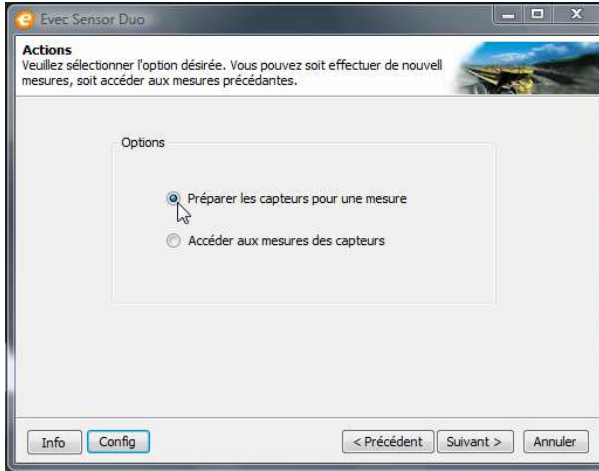 Evec Sensor Duo
Actions
Veuillez sélectionner l'option désirée. Vous pouvez soit effectuer de nouvell
mesures, soit accéder aux mesures précédantes.
Options
Préparer les capteurs pour une mesure
Accéder aux mesures des capteurs
Info Config < Précédent Suivant > Annuler